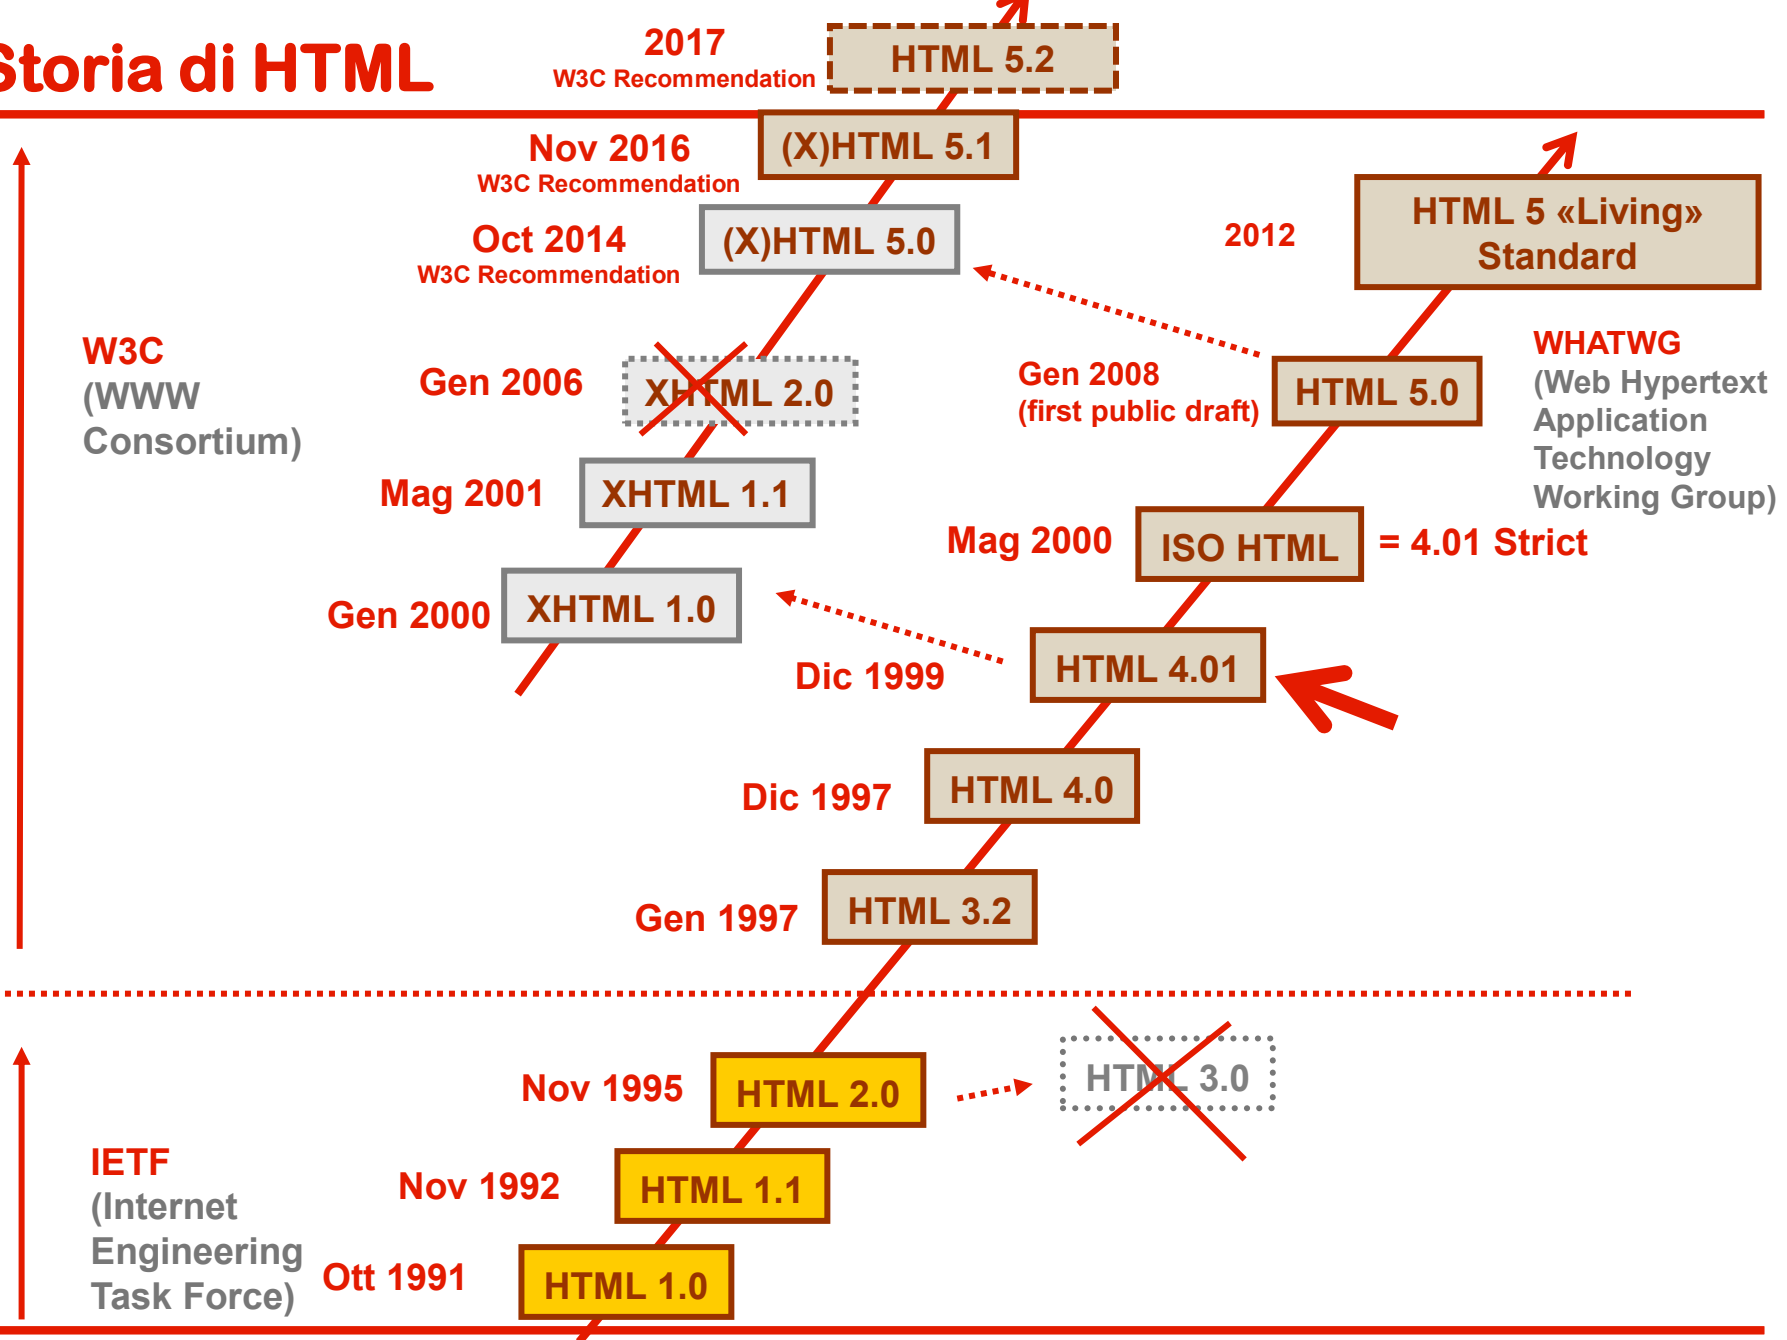 Storia di HTML
2017
W3C Recommendation
HTML 5.2
Nov 2016
W3C Recommendation
(X)HTML 5.1
Oct 2014
W3C Recommendation
(X)HTML 5.0
2012
HTML 5 «Living»
Standard
W3C
(WWW
Consortium)
Gen 2006
XHTML 2.0
Gen 2008
(first public draft)
HTML 5.0
WHATWG
(Web Hypertext
Application
Technology
Working Group)
Mag 2001
XHTML 1.1
Mag 2000
ISO HTML
= 4.01 Strict
Gen 2000
XHTML 1.0
Dic 1999
HTML 4.01
Dic 1997
HTML 4.0
Gen 1997
HTML 3.2
Nov 1995
HTML 2.0
HTML 3.0
IETF
(Internet
Engineering
Task Force)
Nov 1992
HTML 1.1
Ott 1991
HTML 1.0